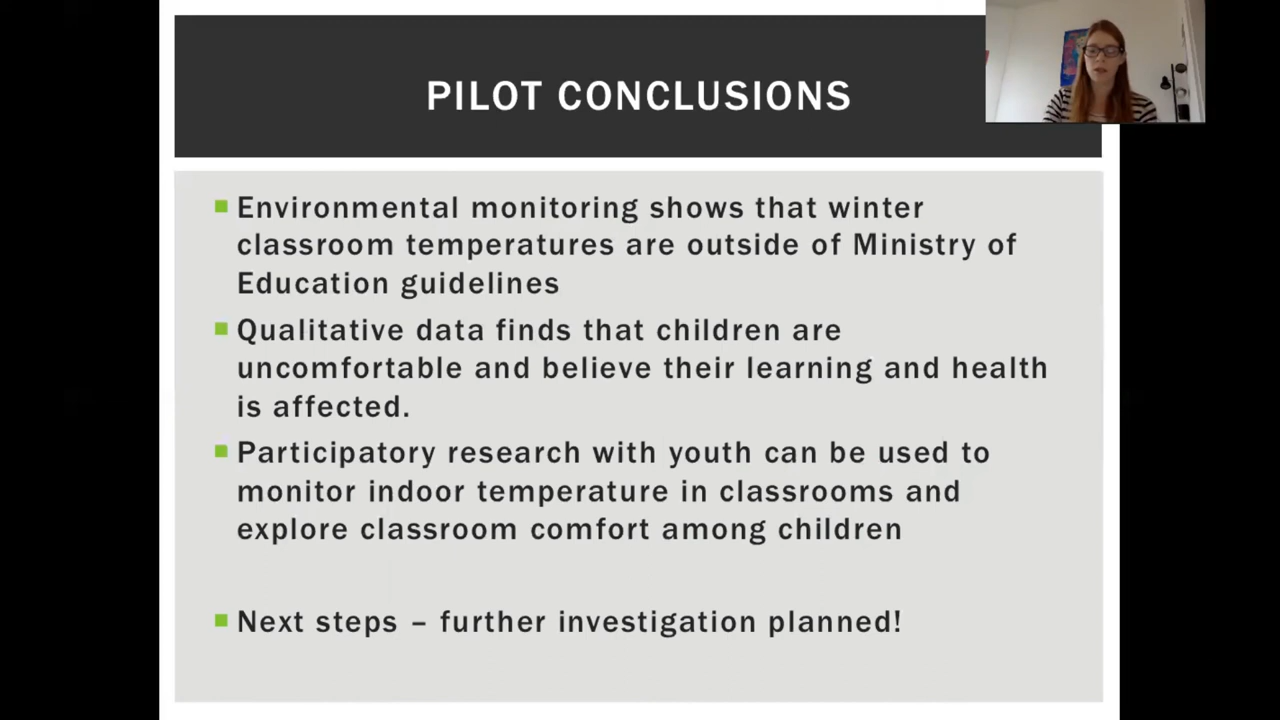 PILOT CONCLUSIONS
Environmental monitoring shows that winter
classroom temperatures are outside of Ministry of
Education guidelines
Qualitative data finds that children are
uncomfortable and believe their learning and health
is affected.
Participatory research with youth can be used to
monitor indoor temperature in classrooms and
explore classroom comfort among children
Next steps – further investigation planned!